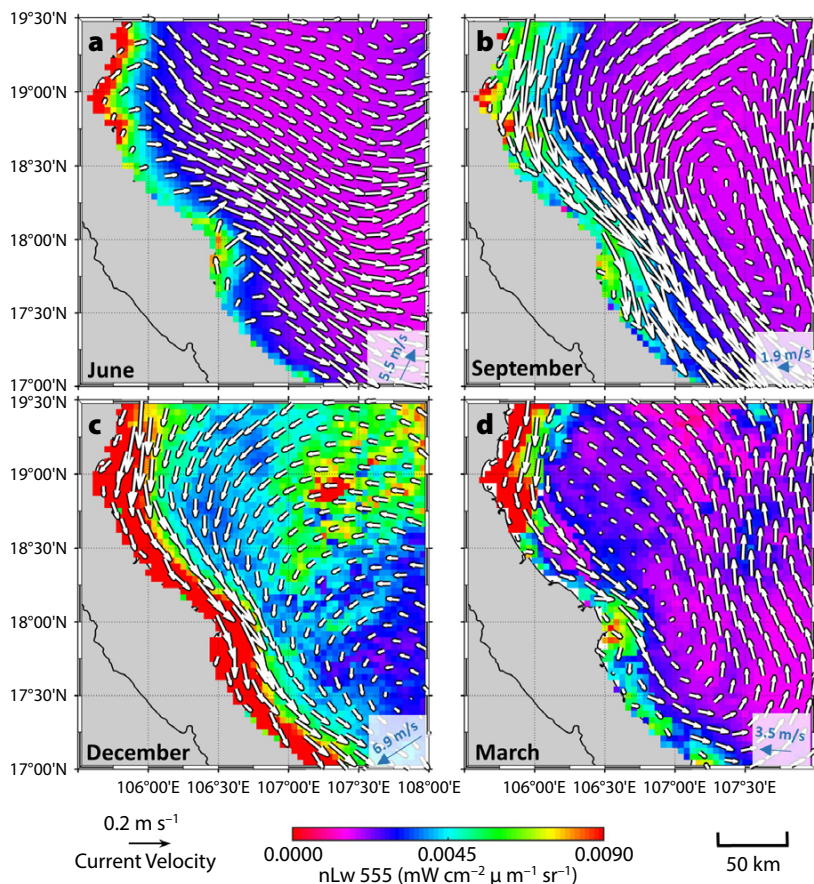 19°30'N
19°00'N
18°30'N
18°00'N
17°30'N
17°00'N
a
June
5.5 m/s
b
September
1.9 m/s
19°30'N
19°00'N
18°30'N
18°00'N
17°30'N
17°00'N
c
December
6.9 m/s
d
March
3.5 m/s
106°00'E 106°30'E 107°00'E 107°30'E 108°00'E
106°00'E 106°30'E 107°00'E 107°30'E
0.2 m s⁻¹
Current Velocity
0.0000 0.0045 0.0090
nLw 555 (mW cm⁻² µ m⁻¹ sr⁻¹)
50 km